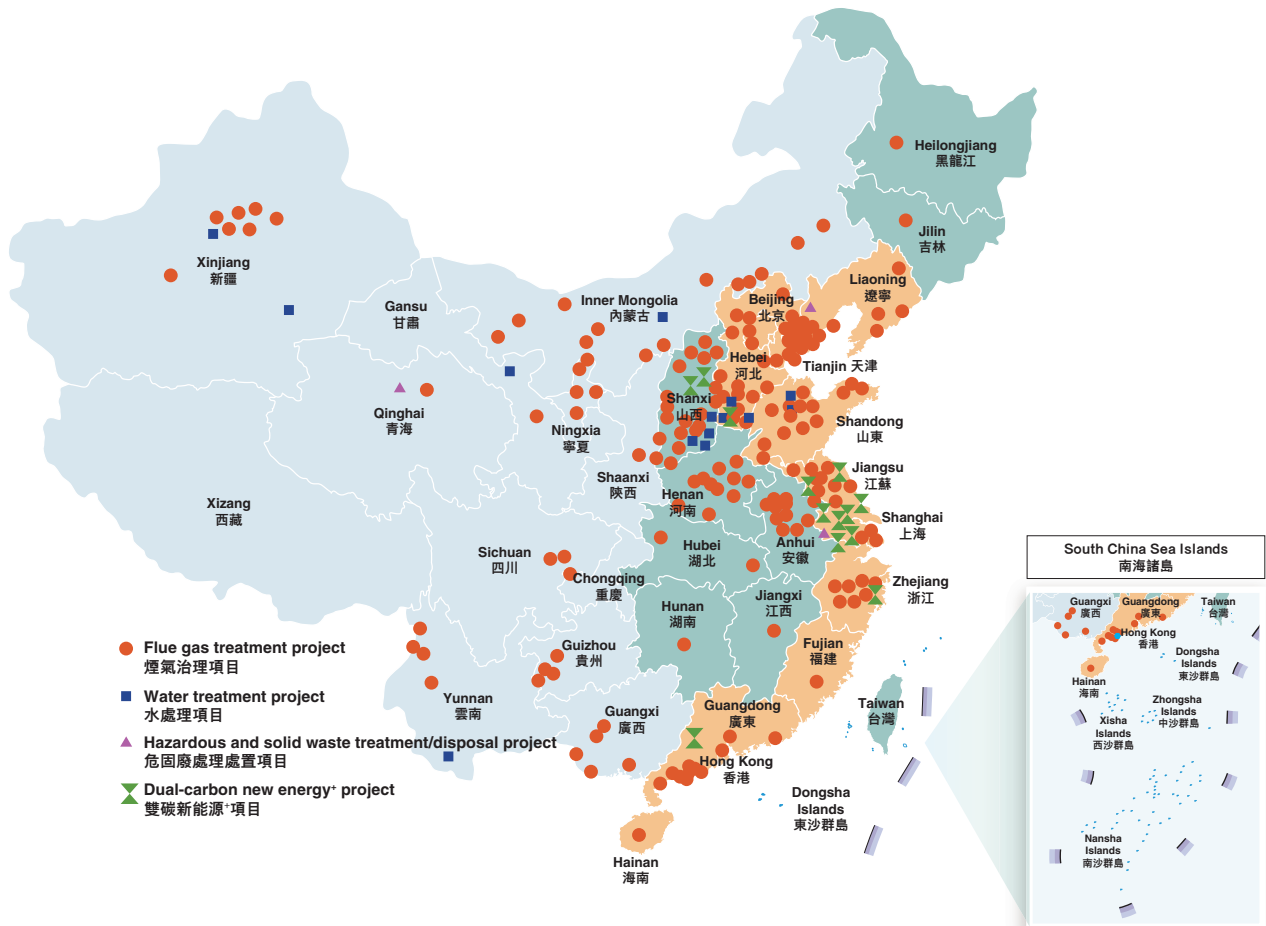 Heilongjiang
黑龍江
Jilin
吉林
Liaoning
遼寧
Xinjiang
新疆
Gansu
甘肅
Inner Mongolia
內蒙古
Beijing
北京
Hebei
河北
Tianjin 天津
Qinghai
青海
Ningxia
寧夏
Shanxi
山西
Shandong
山東
Shaanxi
陝西
Henan
河南
Jiangsu
江蘇
Xizang
西藏
Shanghai
上海
Sichuan
四川
Chongqing
重慶
Hubei
湖北
Anhui
安徽
Zhejiang
浙江
Hunan
湖南
Jiangxi
江西
Guizhou
貴州
Fujian
福建
Yunnan
雲南
Guangxi
廣西
Guangdong
廣東
Taiwan
台灣
Hong Kong
香港
Dongsha
Islands
東沙群島
Hainan
海南
Flue gas treatment project
煙氣治理項目
Water treatment project
水處理項目
Hazardous and solid waste treatment/disposal project
危固廢處理處置項目
Dual-carbon new energy⁺ project
雙碳新能源⁺項目
South China Sea Islands
南海諸島
Guangxi
廣西
Guangdong
廣東
Taiwan
台灣
Hong Kong
香港
Dongsha
Islands
東沙群島
Hainan
海南
Zhongsha
Islands
中沙群島
Xisha
Islands
西沙群島
Nansha
Islands
南沙群島